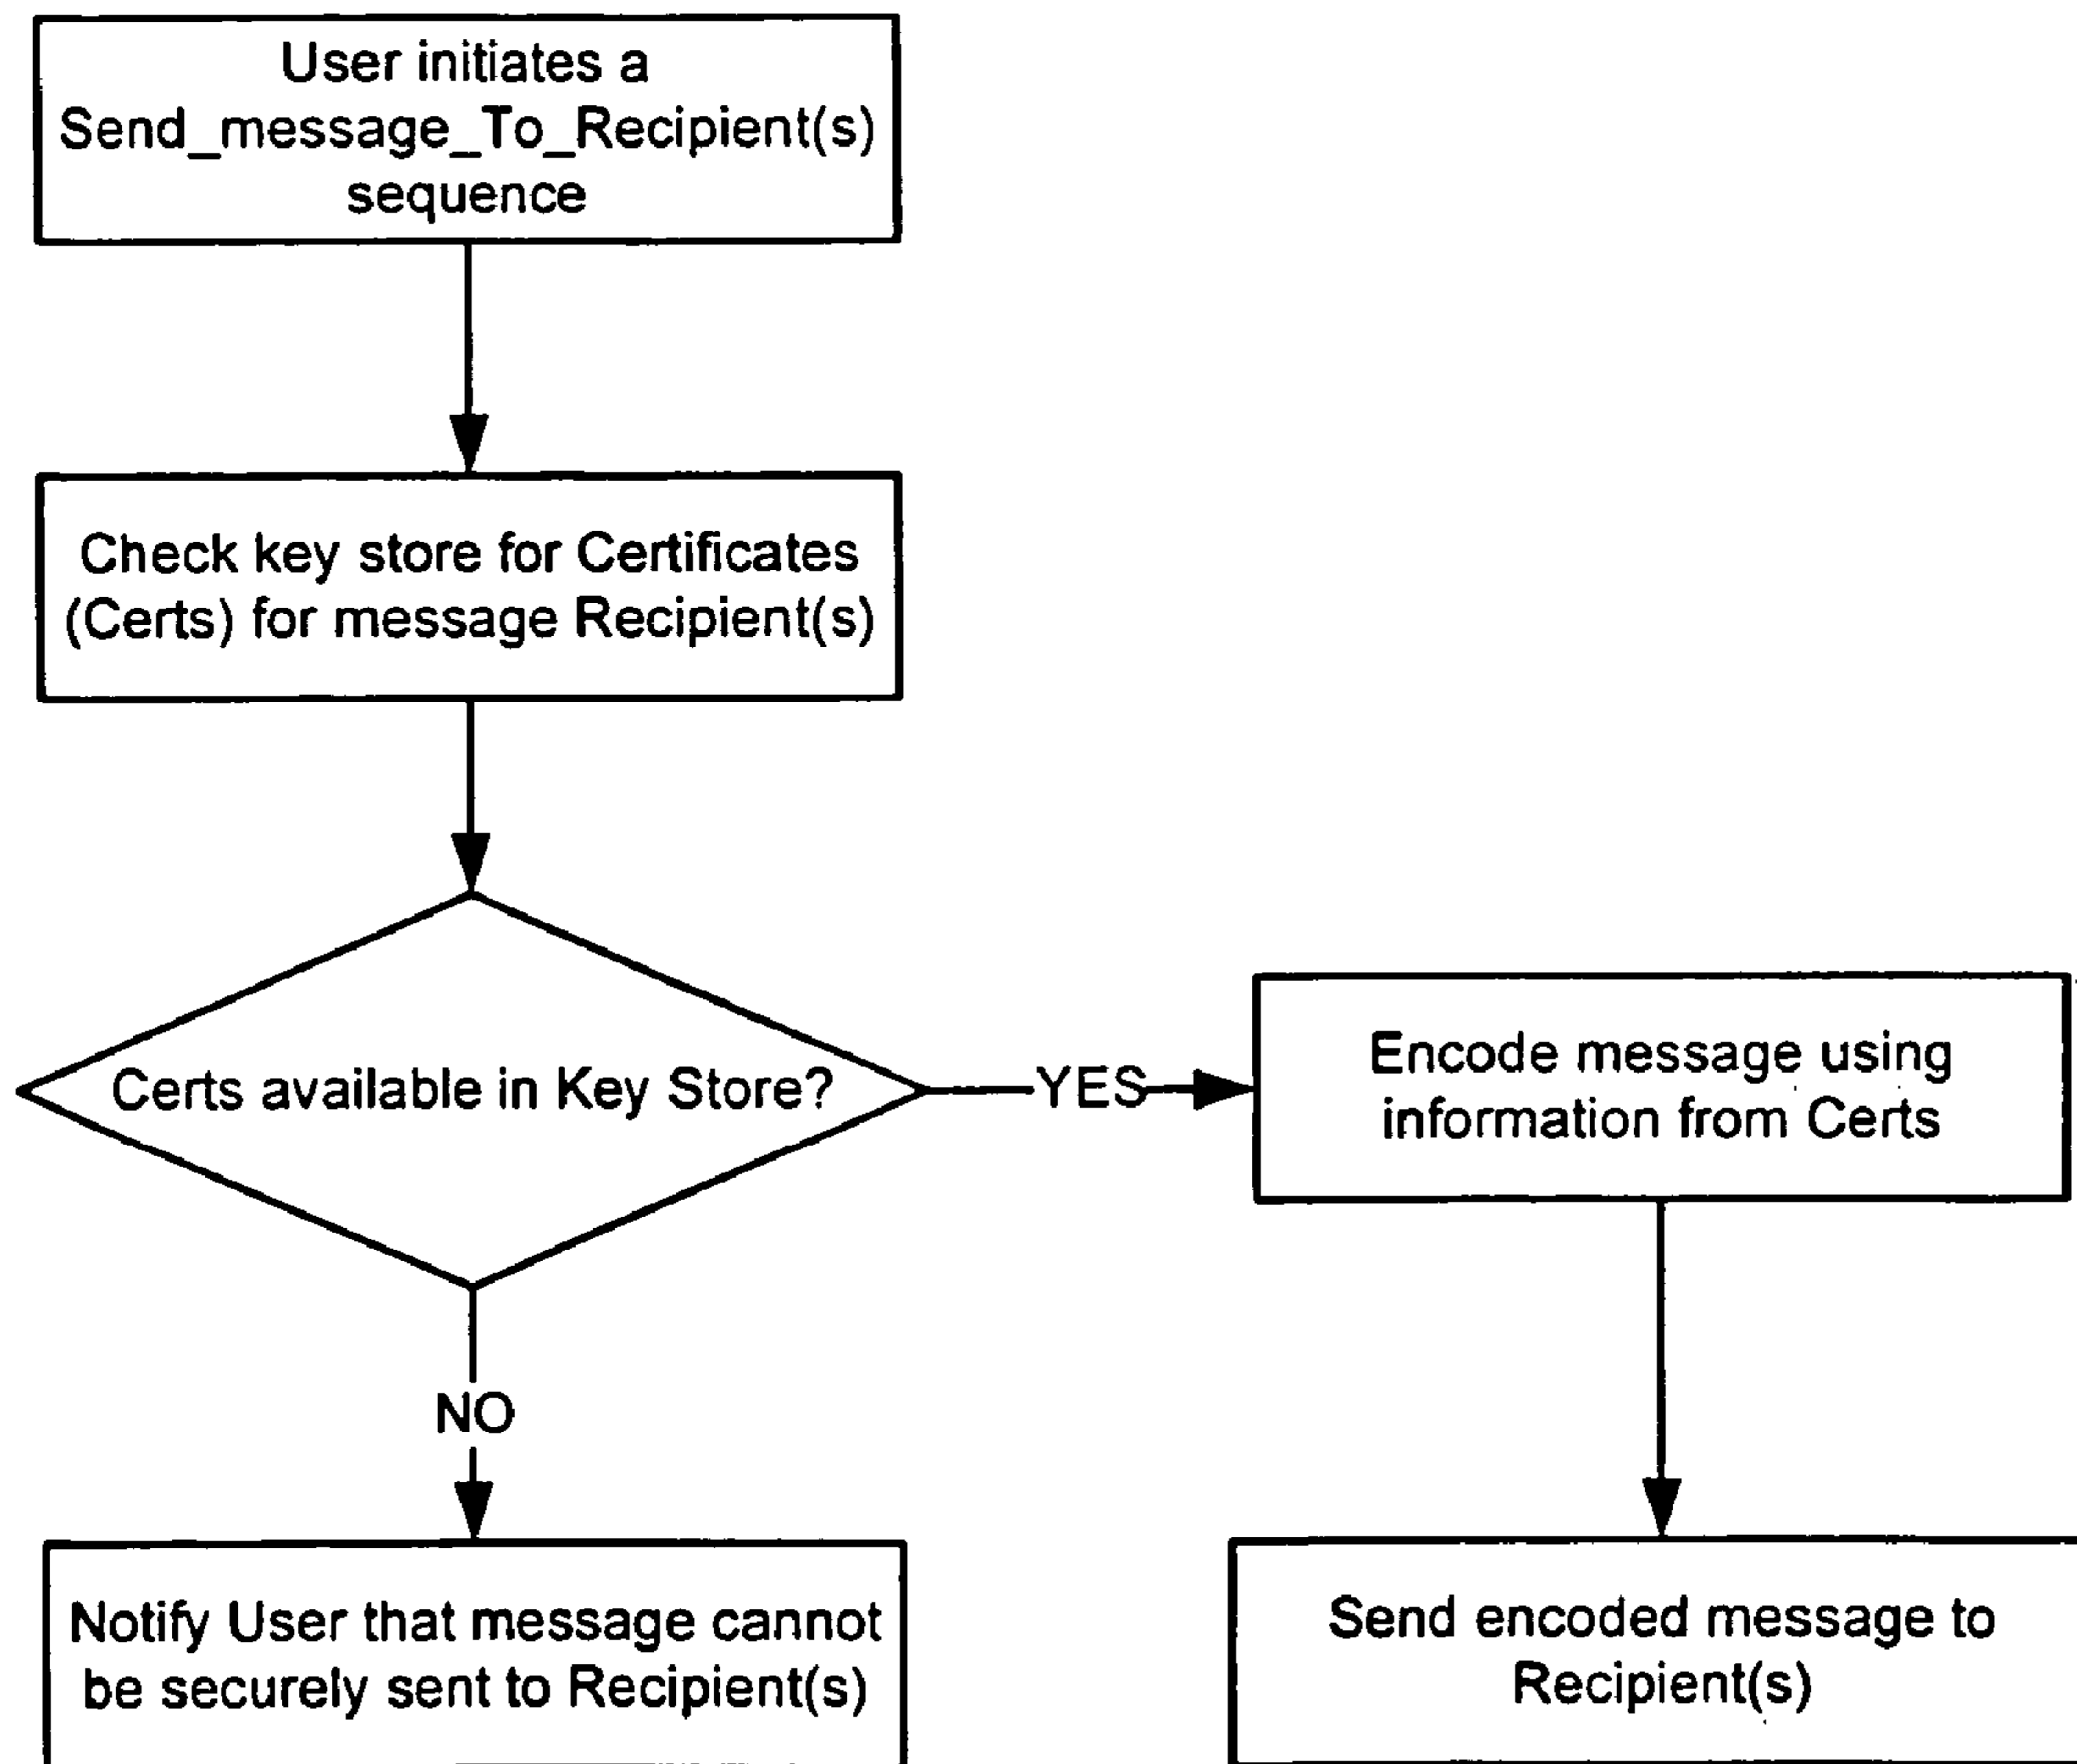 User initiates a
Send_message_To_Recipient(s)
sequence
Check key store for Certificates
(Certs) for message Recipient(s)
Certs available in Key Store?
YES
Encode message using
information from Certs
NO
Notify User that message cannot
be securely sent to Recipient(s)
Send encoded message to
Recipient(s)